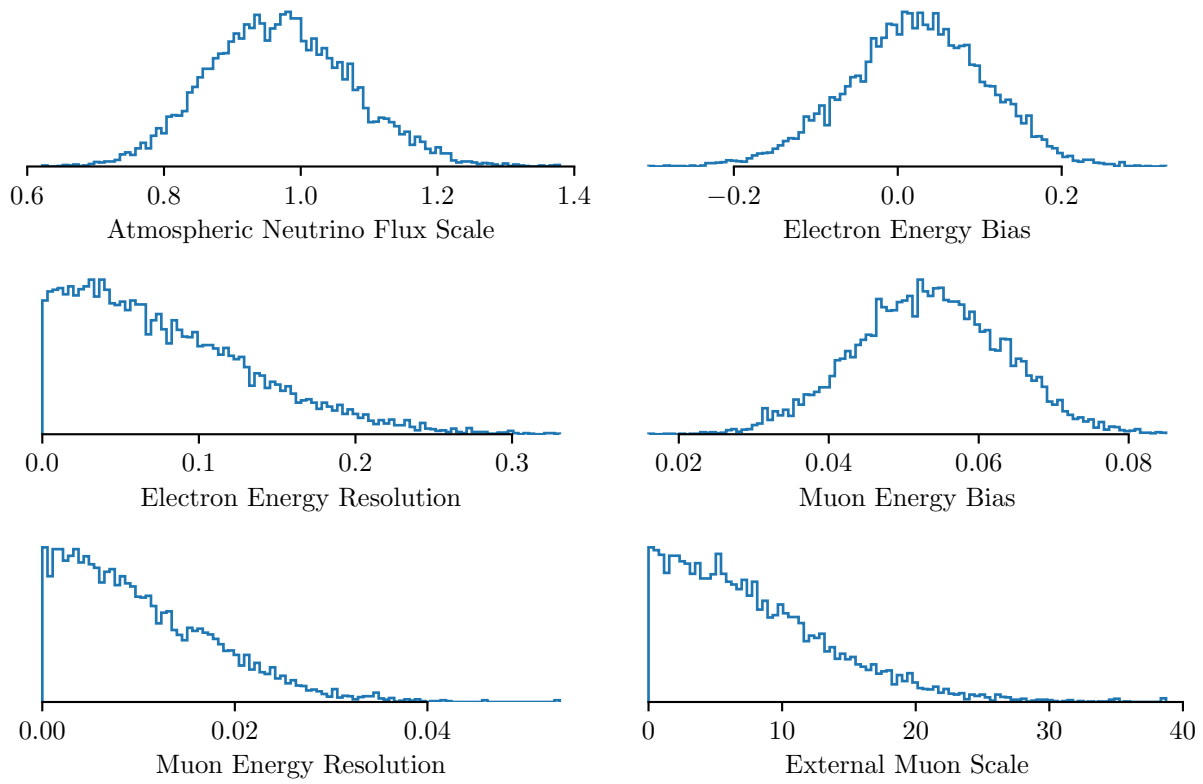 0.6 0.8 1.0 1.2 1.4
Atmospheric Neutrino Flux Scale
−0.2 0.0 0.2
Electron Energy Bias
0.0 0.1 0.2 0.3
Electron Energy Resolution
0.02 0.04 0.06 0.08
Muon Energy Bias
0.00 0.02 0.04
Muon Energy Resolution
0 10 20 30 40
External Muon Scale